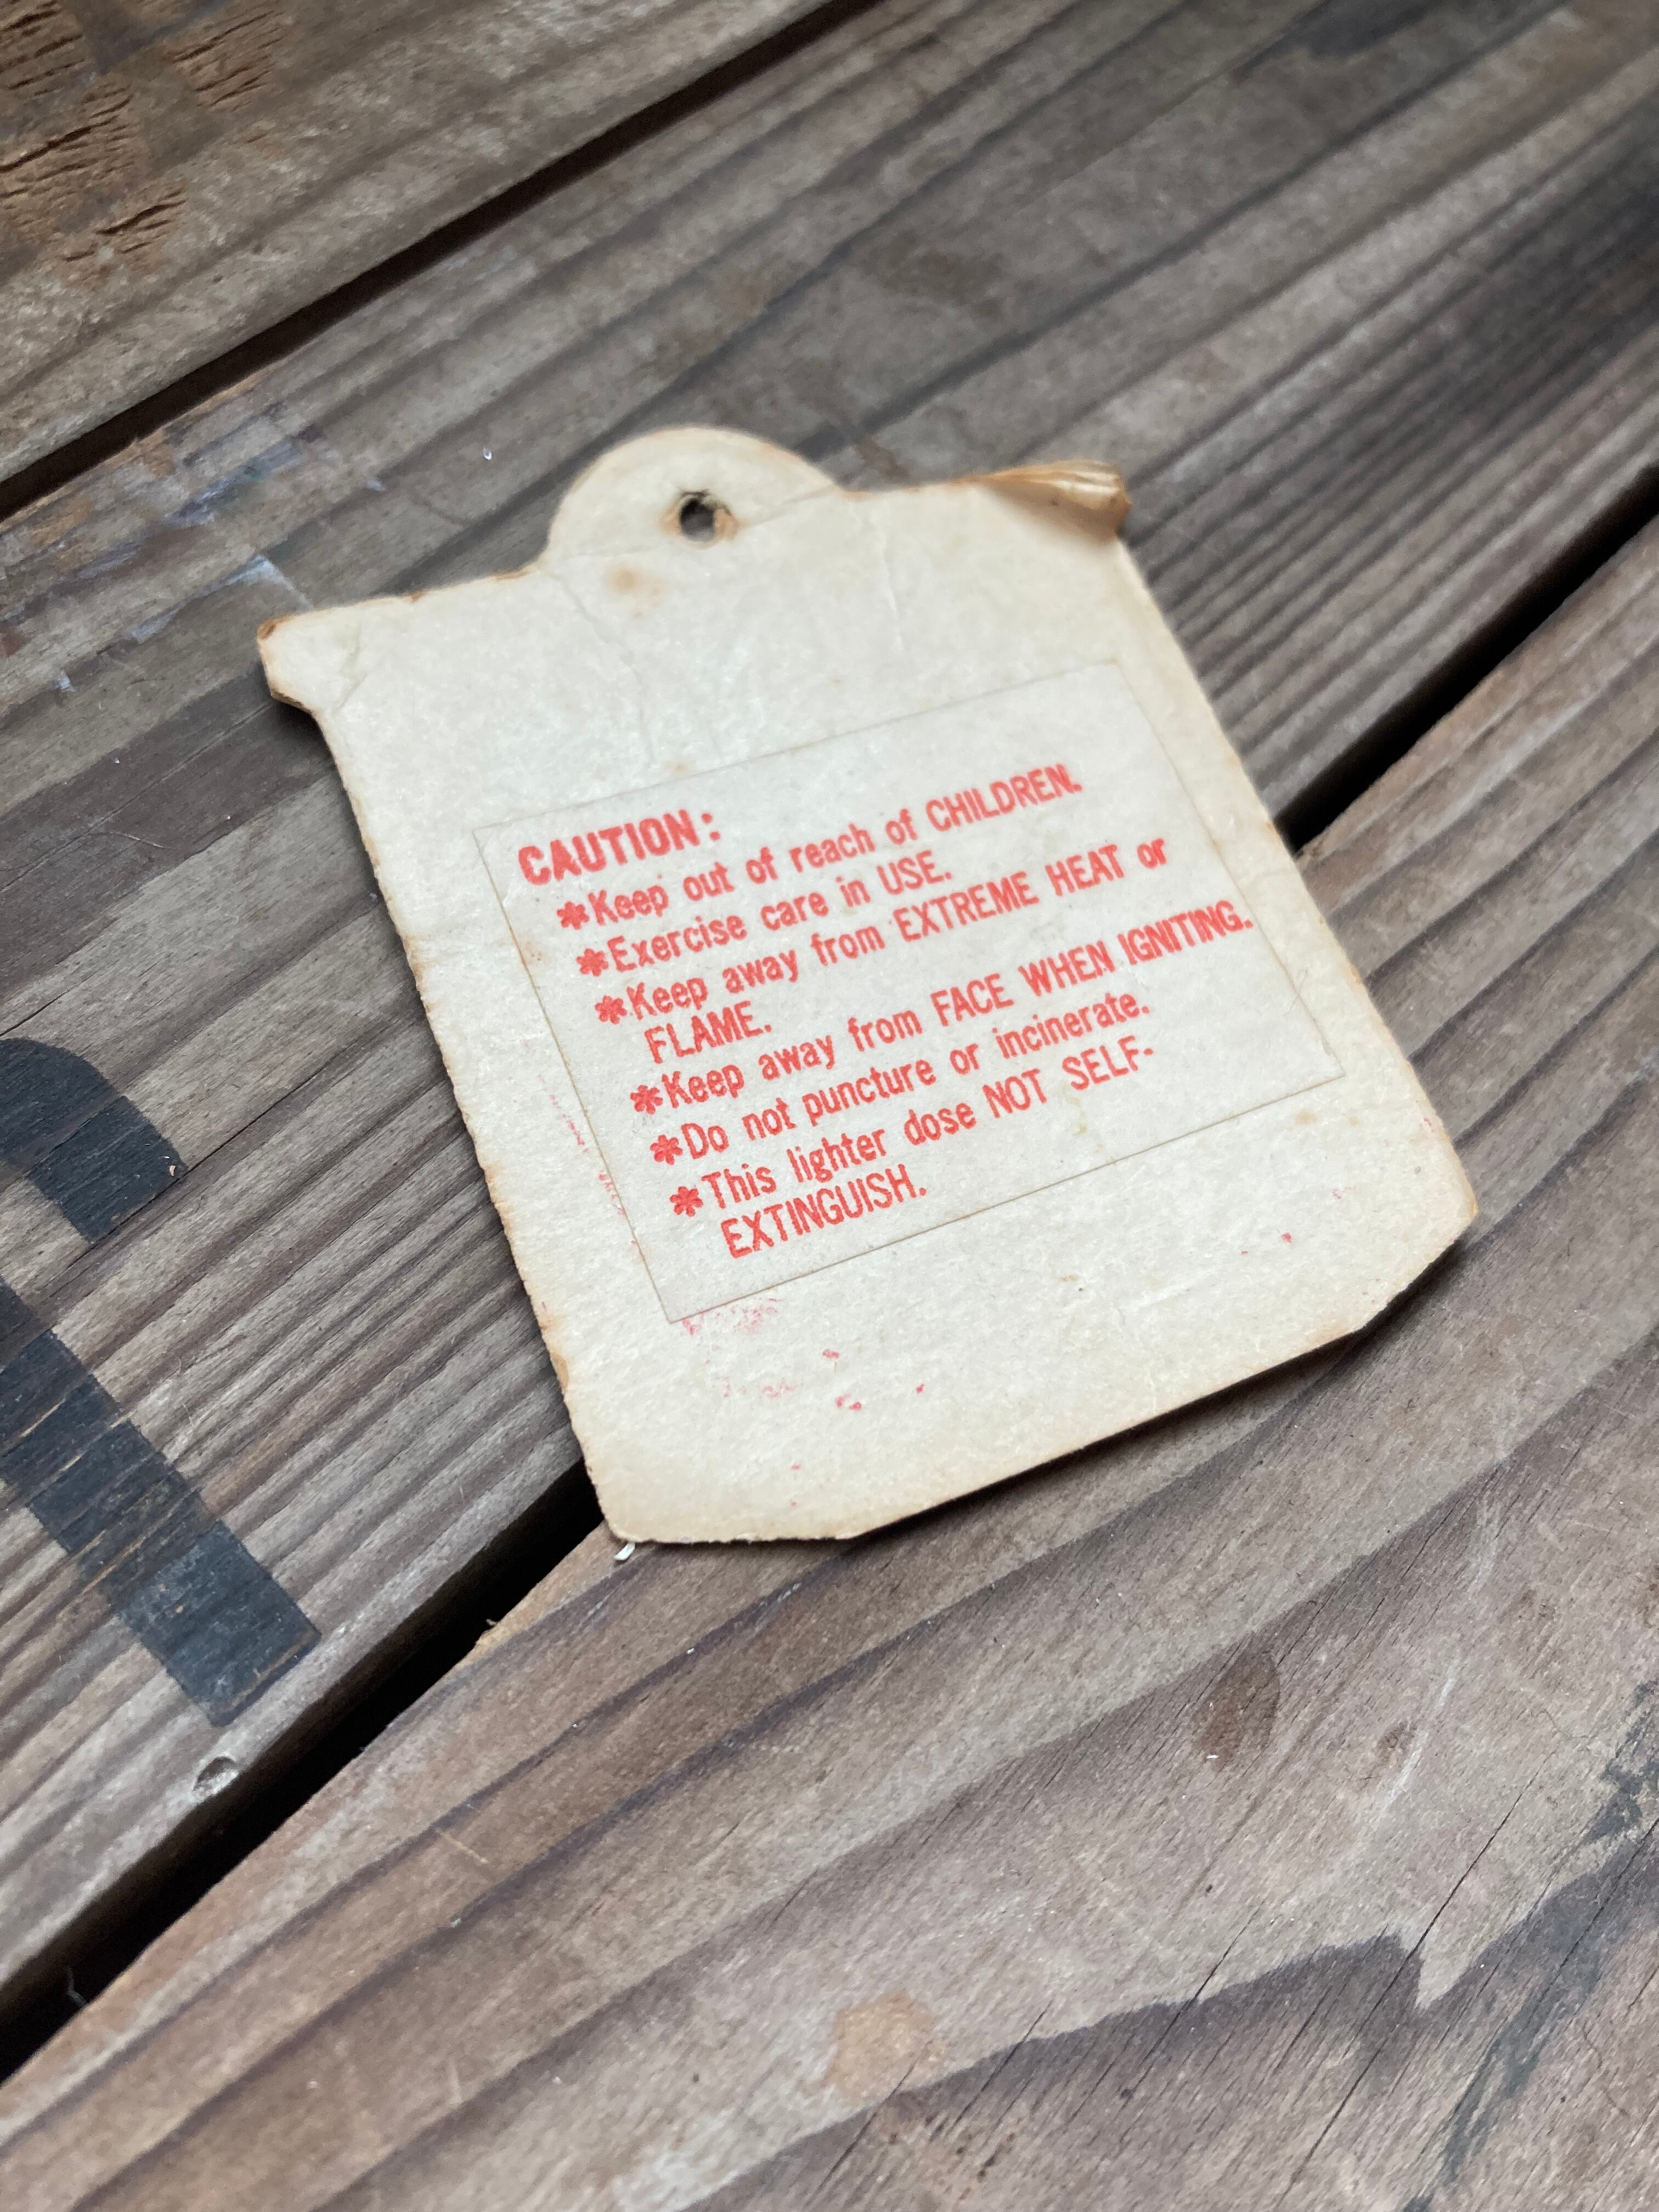 CAUTION:
*Keep out of reach of CHILDREN.
*Exercise care in USE.
*Keep away from EXTREME HEAT or
FLAME.
*Keep away from FACE WHEN IGNITING.
*Do not puncture or incinerate.
*This lighter dose NOT SELF-
EXTINGUISH.